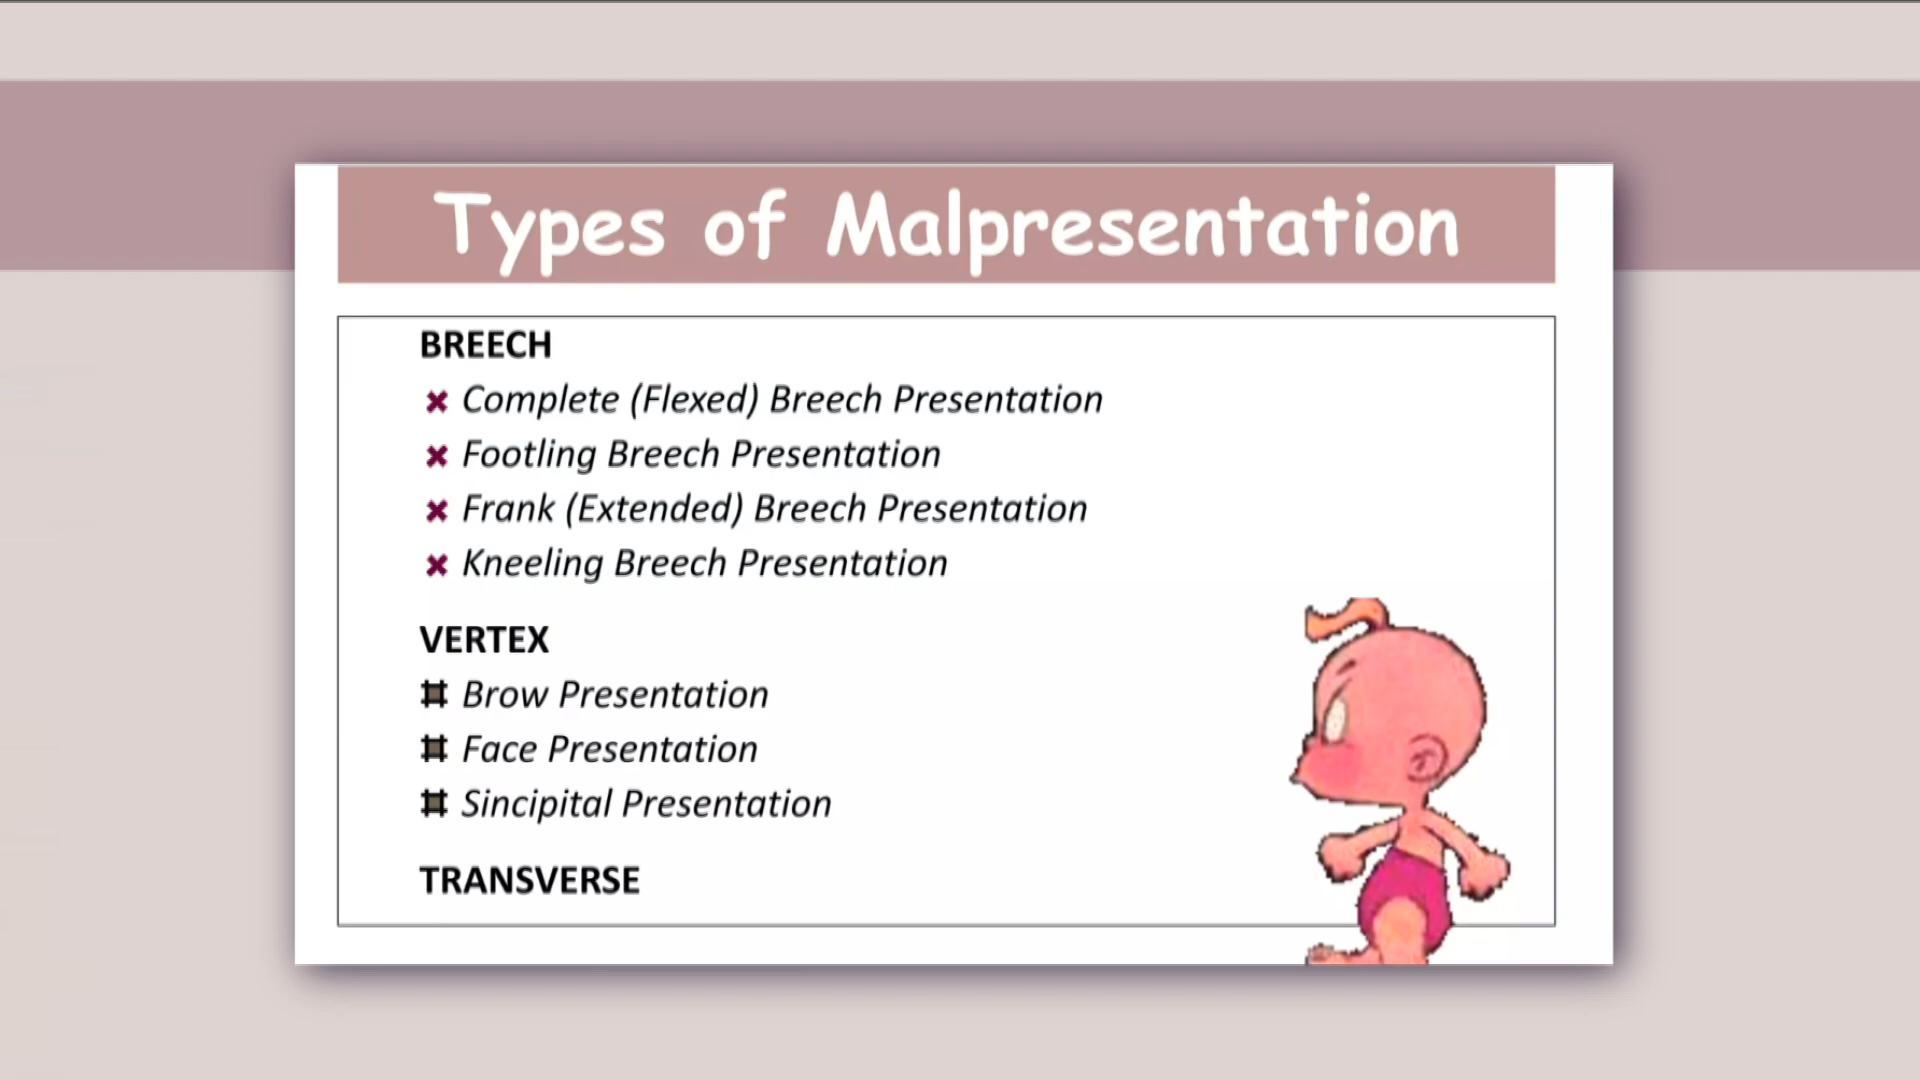 Types of Malpresentation
BREECH
Complete (Flexed) Breech Presentation
Footling Breech Presentation
Frank (Extended) Breech Presentation
Kneeling Breech Presentation
VERTEX
Brow Presentation
Face Presentation
Sincipital Presentation
TRANSVERSE